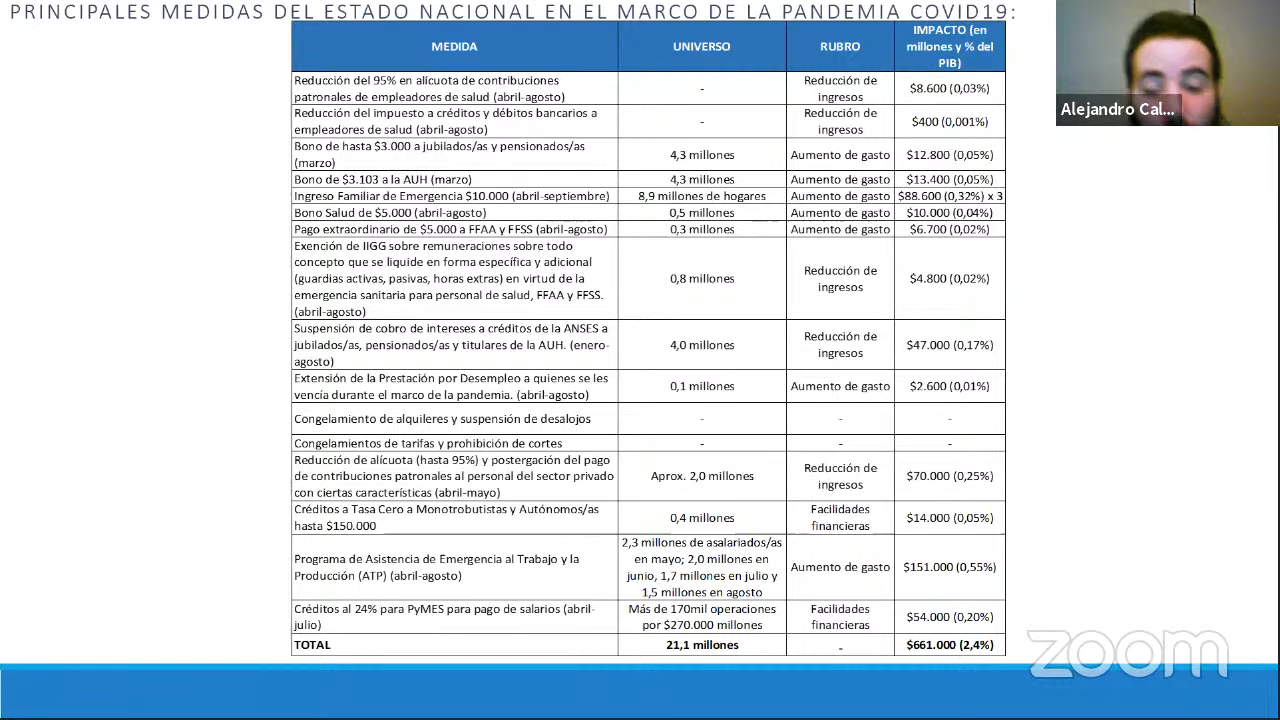 PRINCIPALES MEDIDAS DEL ESTADO NACIONAL EN EL MARCO DE LA PANDEMIA COVID19:
MEDIDA
UNIVERSO
RUBRO
IMPACTO (en
millones y % del
PIB)
Reducción del 95% en alícuota de contribuciones
patronales de empleadores de salud (abril-agosto)
-
Reducción de
ingresos
$8.600 (0,03%)
Reducción del impuesto a créditos y débitos bancarios a
empleadores de salud (abril-agosto)
-
Reducción de
ingresos
$400 (0,001%)
Bono de hasta $3.000 a jubilados/as y pensionados/as
(marzo)
4,3 millones
Aumento de gasto
$12.800 (0,05%)
Bono de $3.103 a la AUH (marzo)
4,3 millones
Aumento de gasto
$13.400 (0,05%)
Ingreso Familiar de Emergencia $10.000 (abril-septiembre)
8,9 millones de hogares
Aumento de gasto
$88.600 (0,32%) x 3
Bono Salud de $5.000 (abril-agosto)
0,5 millones
Aumento de gasto
$10.000 (0,04%)
Pago extraordinario de $5.000 a FFAA y FFSS (abril-agosto)
0,3 millones
Aumento de gasto
$6.700 (0,02%)
Exención de IIGG sobre remuneraciones sobre todo
concepto que se liquide en forma específica y adicional
(guardias activas, pasivas, horas extras) en virtud de la
emergencia sanitaria para personal de salud, FFAA y FFSS.
(abril-agosto)
0,8 millones
Reducción de
ingresos
$4.800 (0,02%)
Suspensión de cobro de intereses a créditos de la ANSES a
jubilados/as, pensionados/as y titulares de la AUH. (enero-
agosto)
4,0 millones
Reducción de
ingresos
$47.000 (0,17%)
Extensión de la Prestación por Desempleo a quienes se les
vencía durante el marco de la pandemia. (abril-agosto)
0,1 millones
Aumento de gasto
$2.600 (0,01%)
Congelamiento de alquileres y suspensión de desalojos
-
-
-
Congelamientos de tarifas y prohibición de cortes
-
-
-
Reducción de alícuota (hasta 95%) y postergación del pago
de contribuciones patronales al personal del sector privado
con ciertas características (abril-mayo)
Aprox. 2,0 millones
Reducción de
ingresos
$70.000 (0,25%)
Créditos a Tasa Cero a Monotrobutistas y Autónomos/as
hasta $150.000
0,4 millones
Facilidades
financieras
$14.000 (0,05%)
Programa de Asistencia de Emergencia al Trabajo y la
Producción (ATP) (abril-agosto)
2,3 millones de asalariados/as
en mayo; 2,0 millones en
junio, 1,7 millones en julio y
1,5 millones en agosto
Aumento de gasto
$151.000 (0,55%)
Créditos al 24% para PyMES para pago de salarios (abril-
julio)
Más de 170mil operaciones
por $270.000 millones
Facilidades
financieras
$54.000 (0,20%)
TOTAL
21,1 millones
-
$661.000 (2,4%)
Alejandro Cal...
zoom